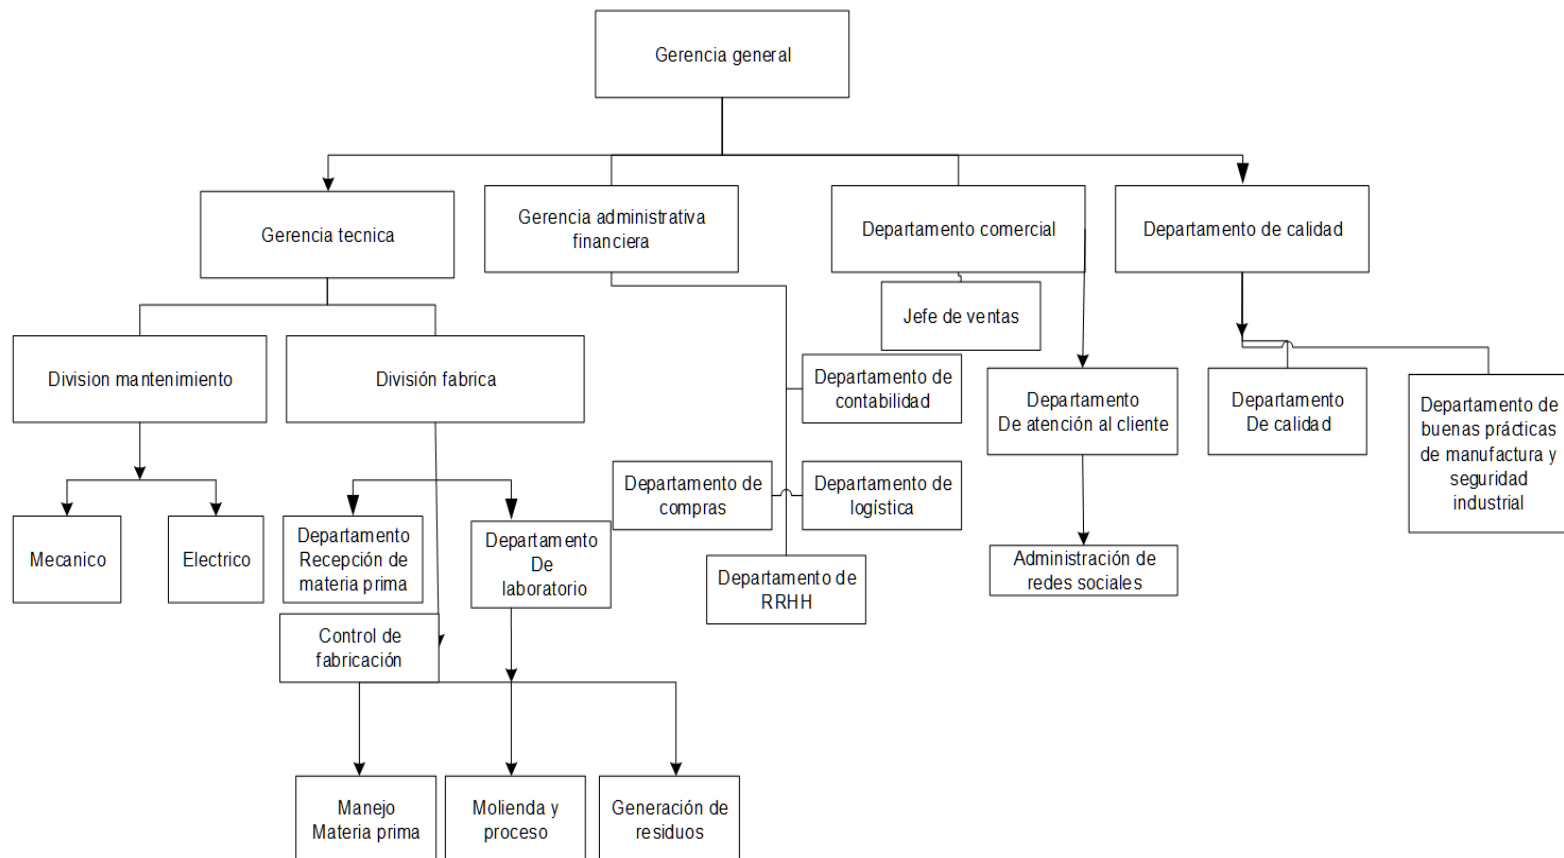 Gerencia general
Gerencia tecnica
Gerencia administrativa
financiera
Departamento comercial
Departamento de calidad
Jefe de ventas
Division mantenimiento
División fabrica
Departamento de
contabilidad
Departamento
De atención al cliente
Departamento
De calidad
Departamento de
buenas prácticas
de manufactura y
seguridad
industrial
Departamento de
compras
Departamento de
logística
Mecanico
Electrico
Departamento
Recepción de
materia prima
Departamento
De
laboratorio
Departamento de
RRHH
Administración de
redes sociales
Control de
fabricación
Manejo
Materia prima
Molienda y
proceso
Generación de
residuos